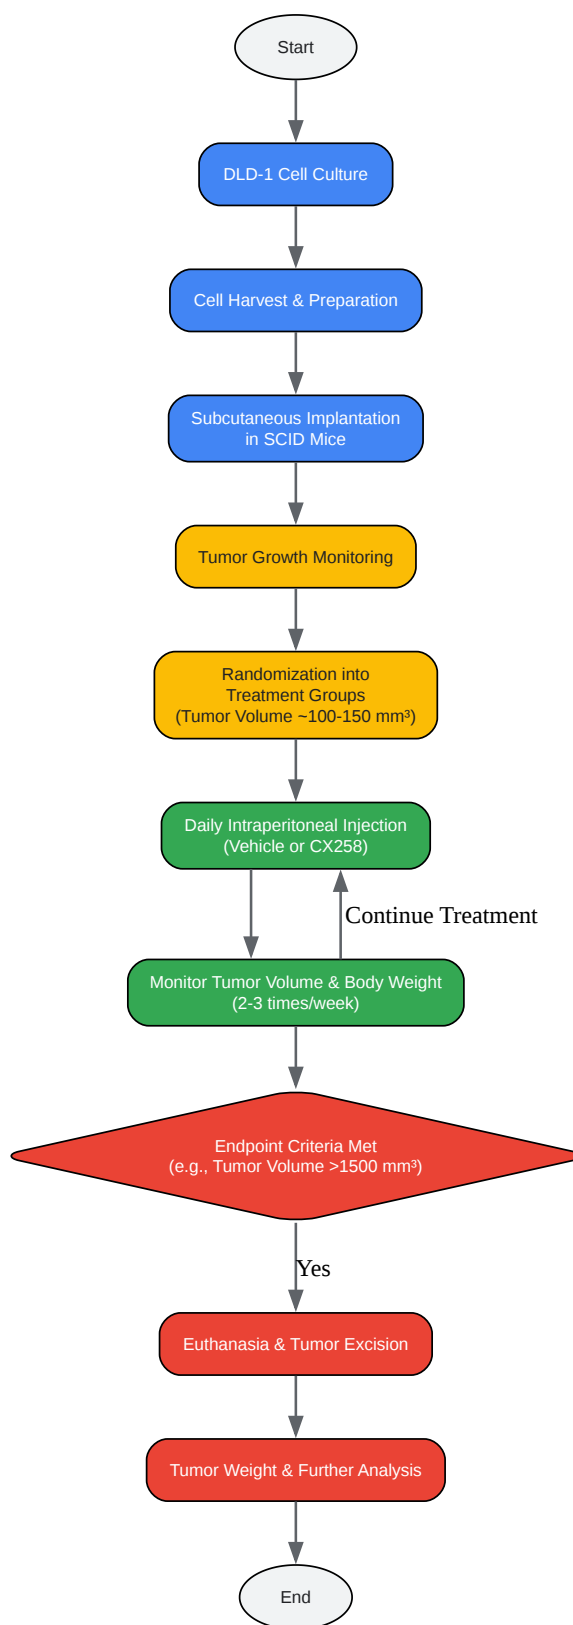 Start
DLD-1 Cell Culture
Cell Harvest & Preparation
Subcutaneous Implantation
in SCID Mice
Tumor Growth Monitoring
Randomization into
Treatment Groups
(Tumor Volume ~100-150 mm³)
Daily Intraperitoneal Injection
(Vehicle or CX258)
Continue Treatment
Monitor Tumor Volume & Body Weight
(2-3 times/week)
Endpoint Criteria Met
(e.g., Tumor Volume >1500 mm³)
Yes
Euthanasia & Tumor Excision
Tumor Weight & Further Analysis
End